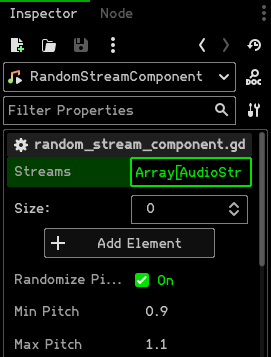 Inspector Node
RandomStreamComponent
DOC
Filter Properties
random_stream_component.gd
Streams Array[AudioStr
Size: 0
Add Element
Randomize Pi... On
Min Pitch 0.9
Max Pitch 1.1